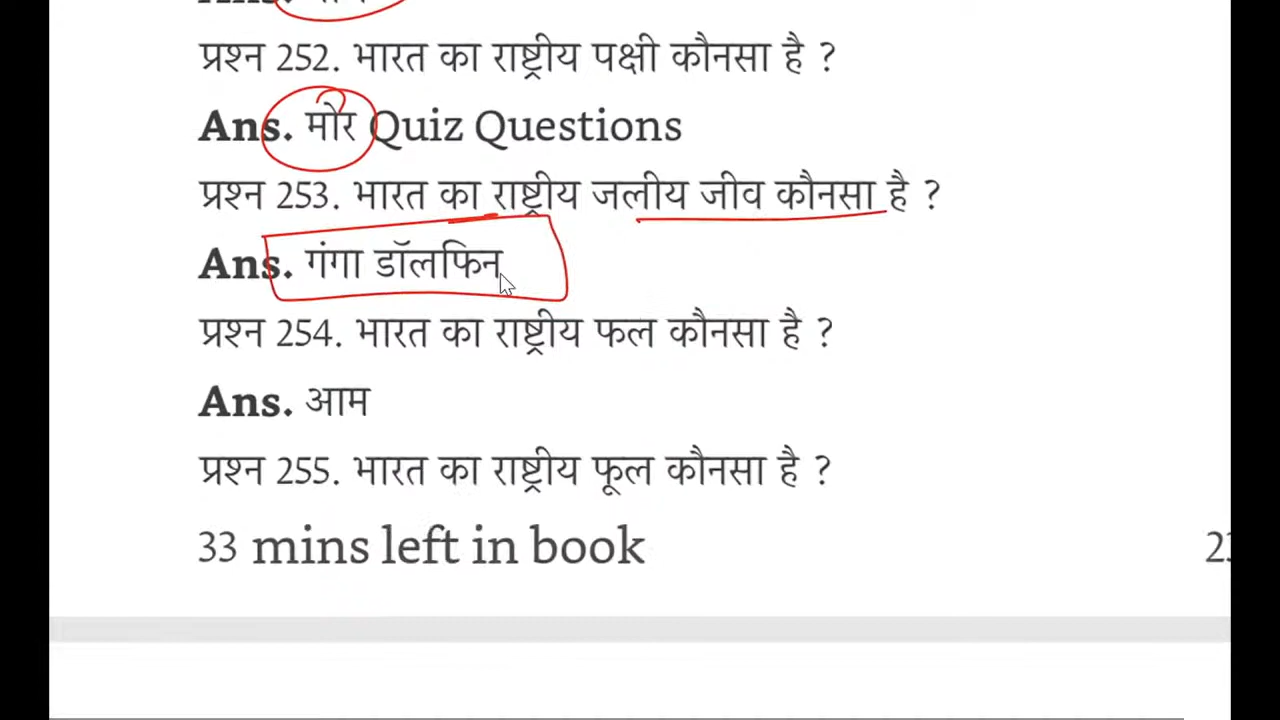 प्रश्न 252. भारत का राष्ट्रीय पक्षी कौनसा है ?
Ans. मोर Quiz Questions
प्रश्न 253. भारत का राष्ट्रीय जलीय जीव कौनसा है ?
Ans. गंगा डॉलफिन
प्रश्न 254. भारत का राष्ट्रीय फल कौनसा है ?
Ans. आम
प्रश्न 255. भारत का राष्ट्रीय फूल कौनसा है ?
33 mins left in book